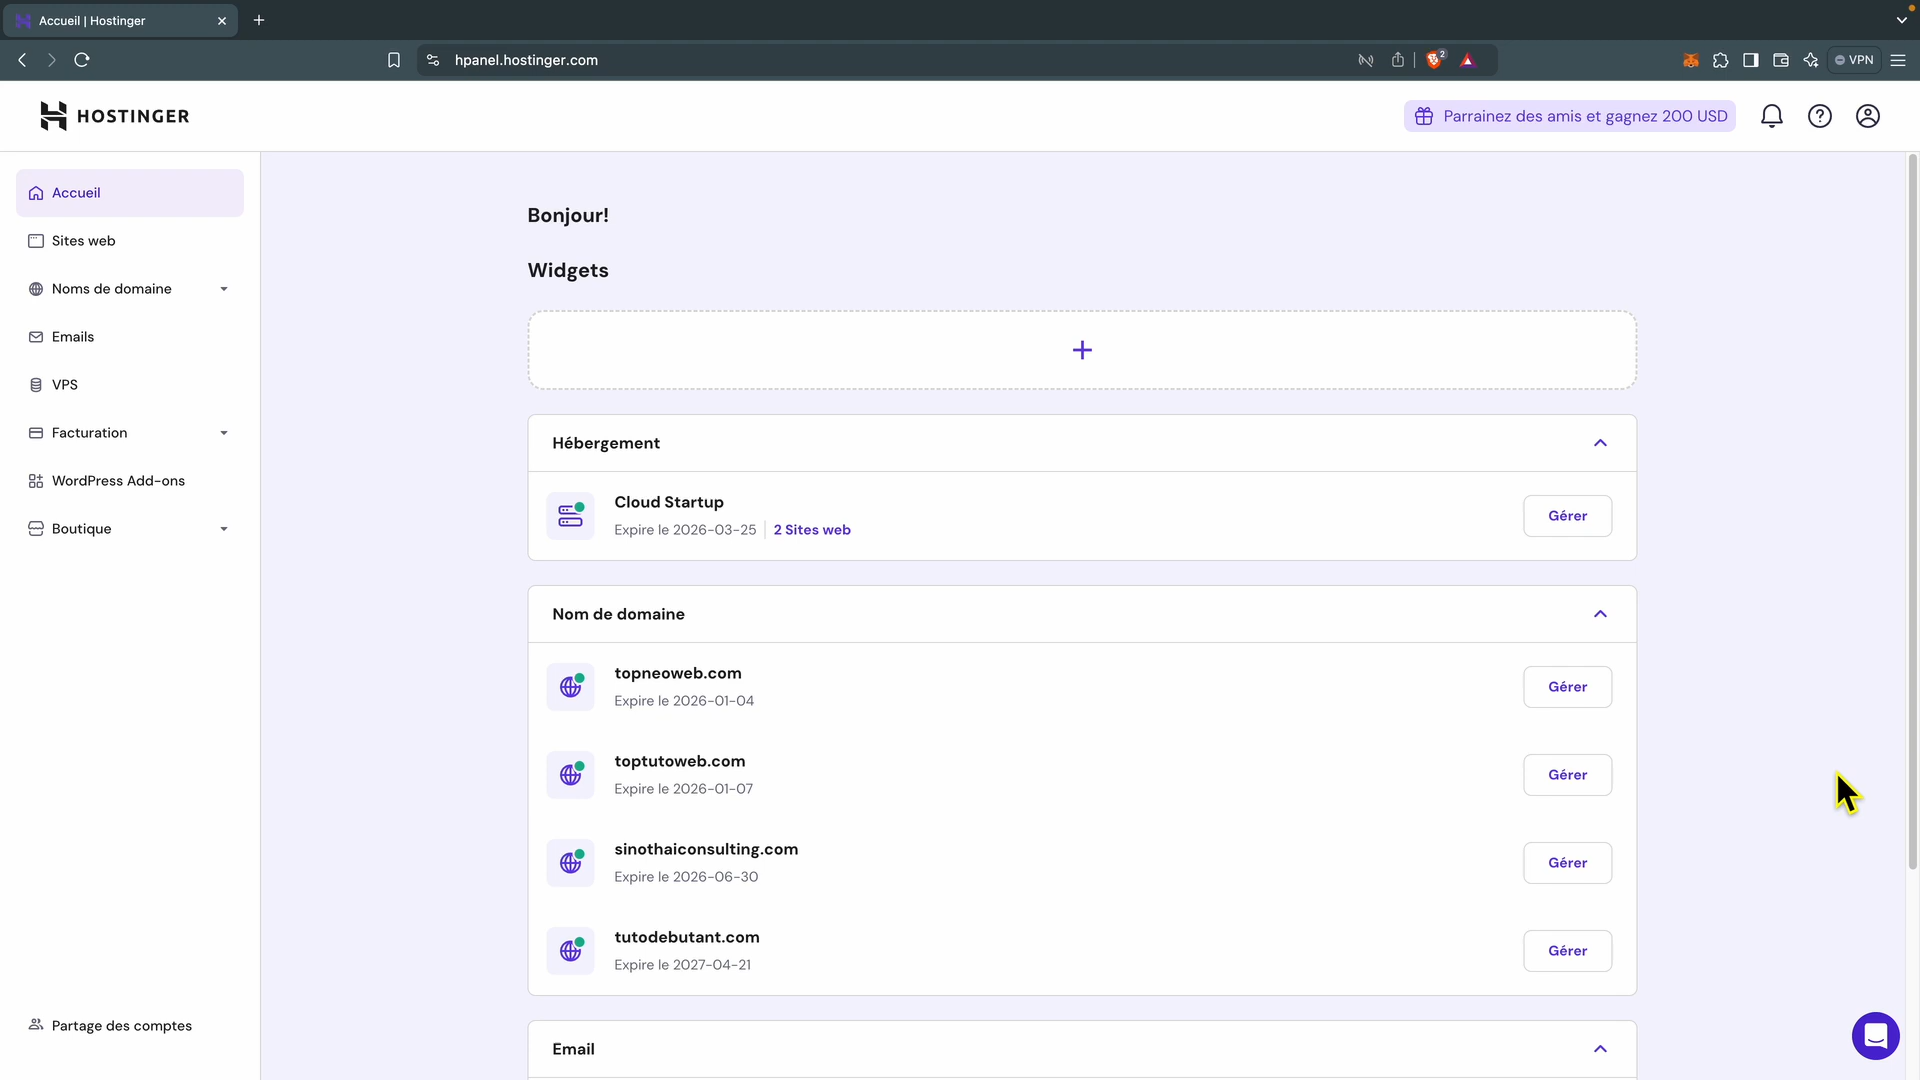 Accueil | Hostinger
hpanel.hostinger.com
2
VPN
HOSTINGER
Parrainez des amis et gagnez 200 USD
Accueil
Sites web
Noms de domaine
Emails
VPS
Facturation
WordPress Add-ons
Boutique
Partage des comptes
Bonjour!
Widgets
Hébergement
Cloud Startup
Expire le 2026-03-25
2 Sites web
Gérer
Nom de domaine
topneoweb.com
Expire le 2026-01-04
Gérer
toptutoweb.com
Expire le 2026-01-07
Gérer
sinothaiconsulting.com
Expire le 2026-06-30
Gérer
tutodebutant.com
Expire le 2027-04-21
Gérer
Email